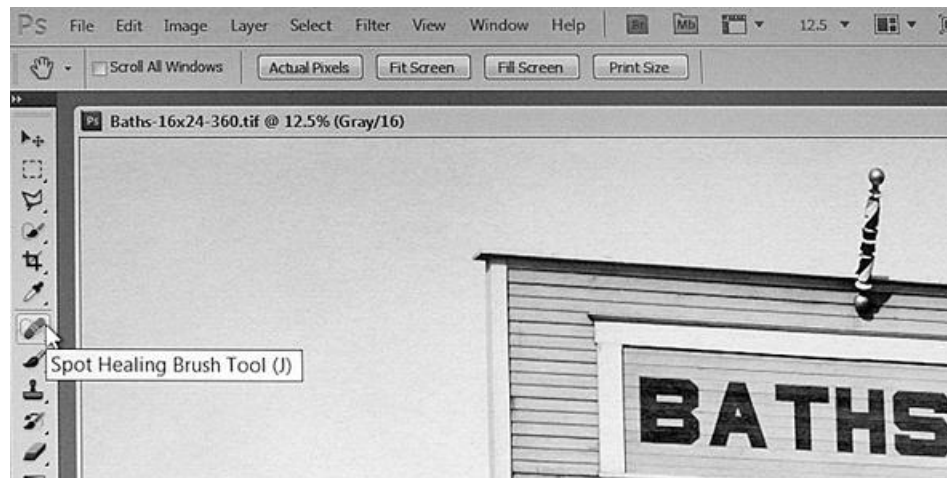 Ps File Edit Image Layer Select Filter View Window Help Br Mb 12.5
Scroll All Windows Actual Pixels Fit Screen Fill Screen Print Size
Ps Baths-16x24-360.tif @ 12.5% (Gray/16)
Spot Healing Brush Tool (J)
BATHS